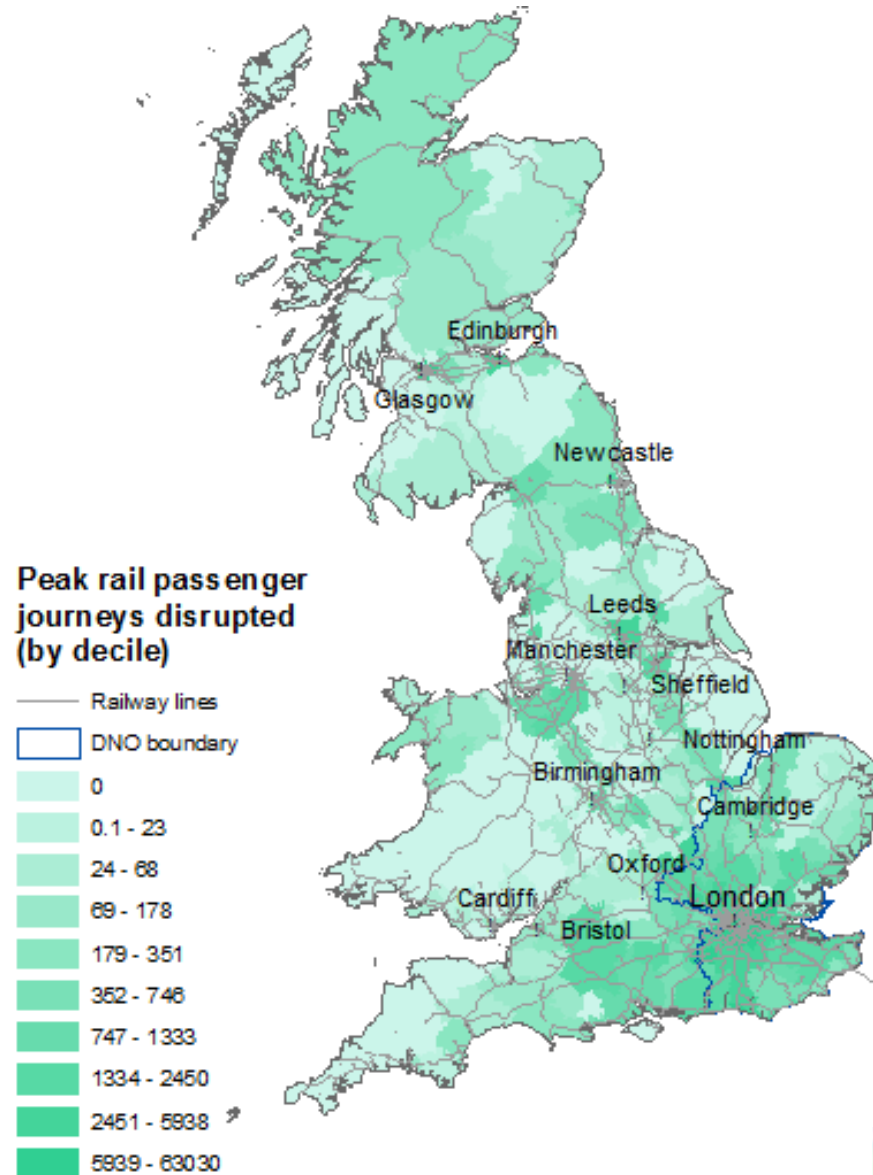 Edinburgh
Glasgow
Newcastle
Peak rail passenger
journeys disrupted
(by decile)
Leeds
Manchester
Sheffield
Railway lines
DNO boundary
Nottingham
0
Birmingham
Cambridge
0.1 - 23
24 - 68
Oxford
69 - 178
Cardiff
London
Bristol
179 - 351
352 - 746
747 - 1333
1334 - 2450
2451 - 5938
5939 - 63030